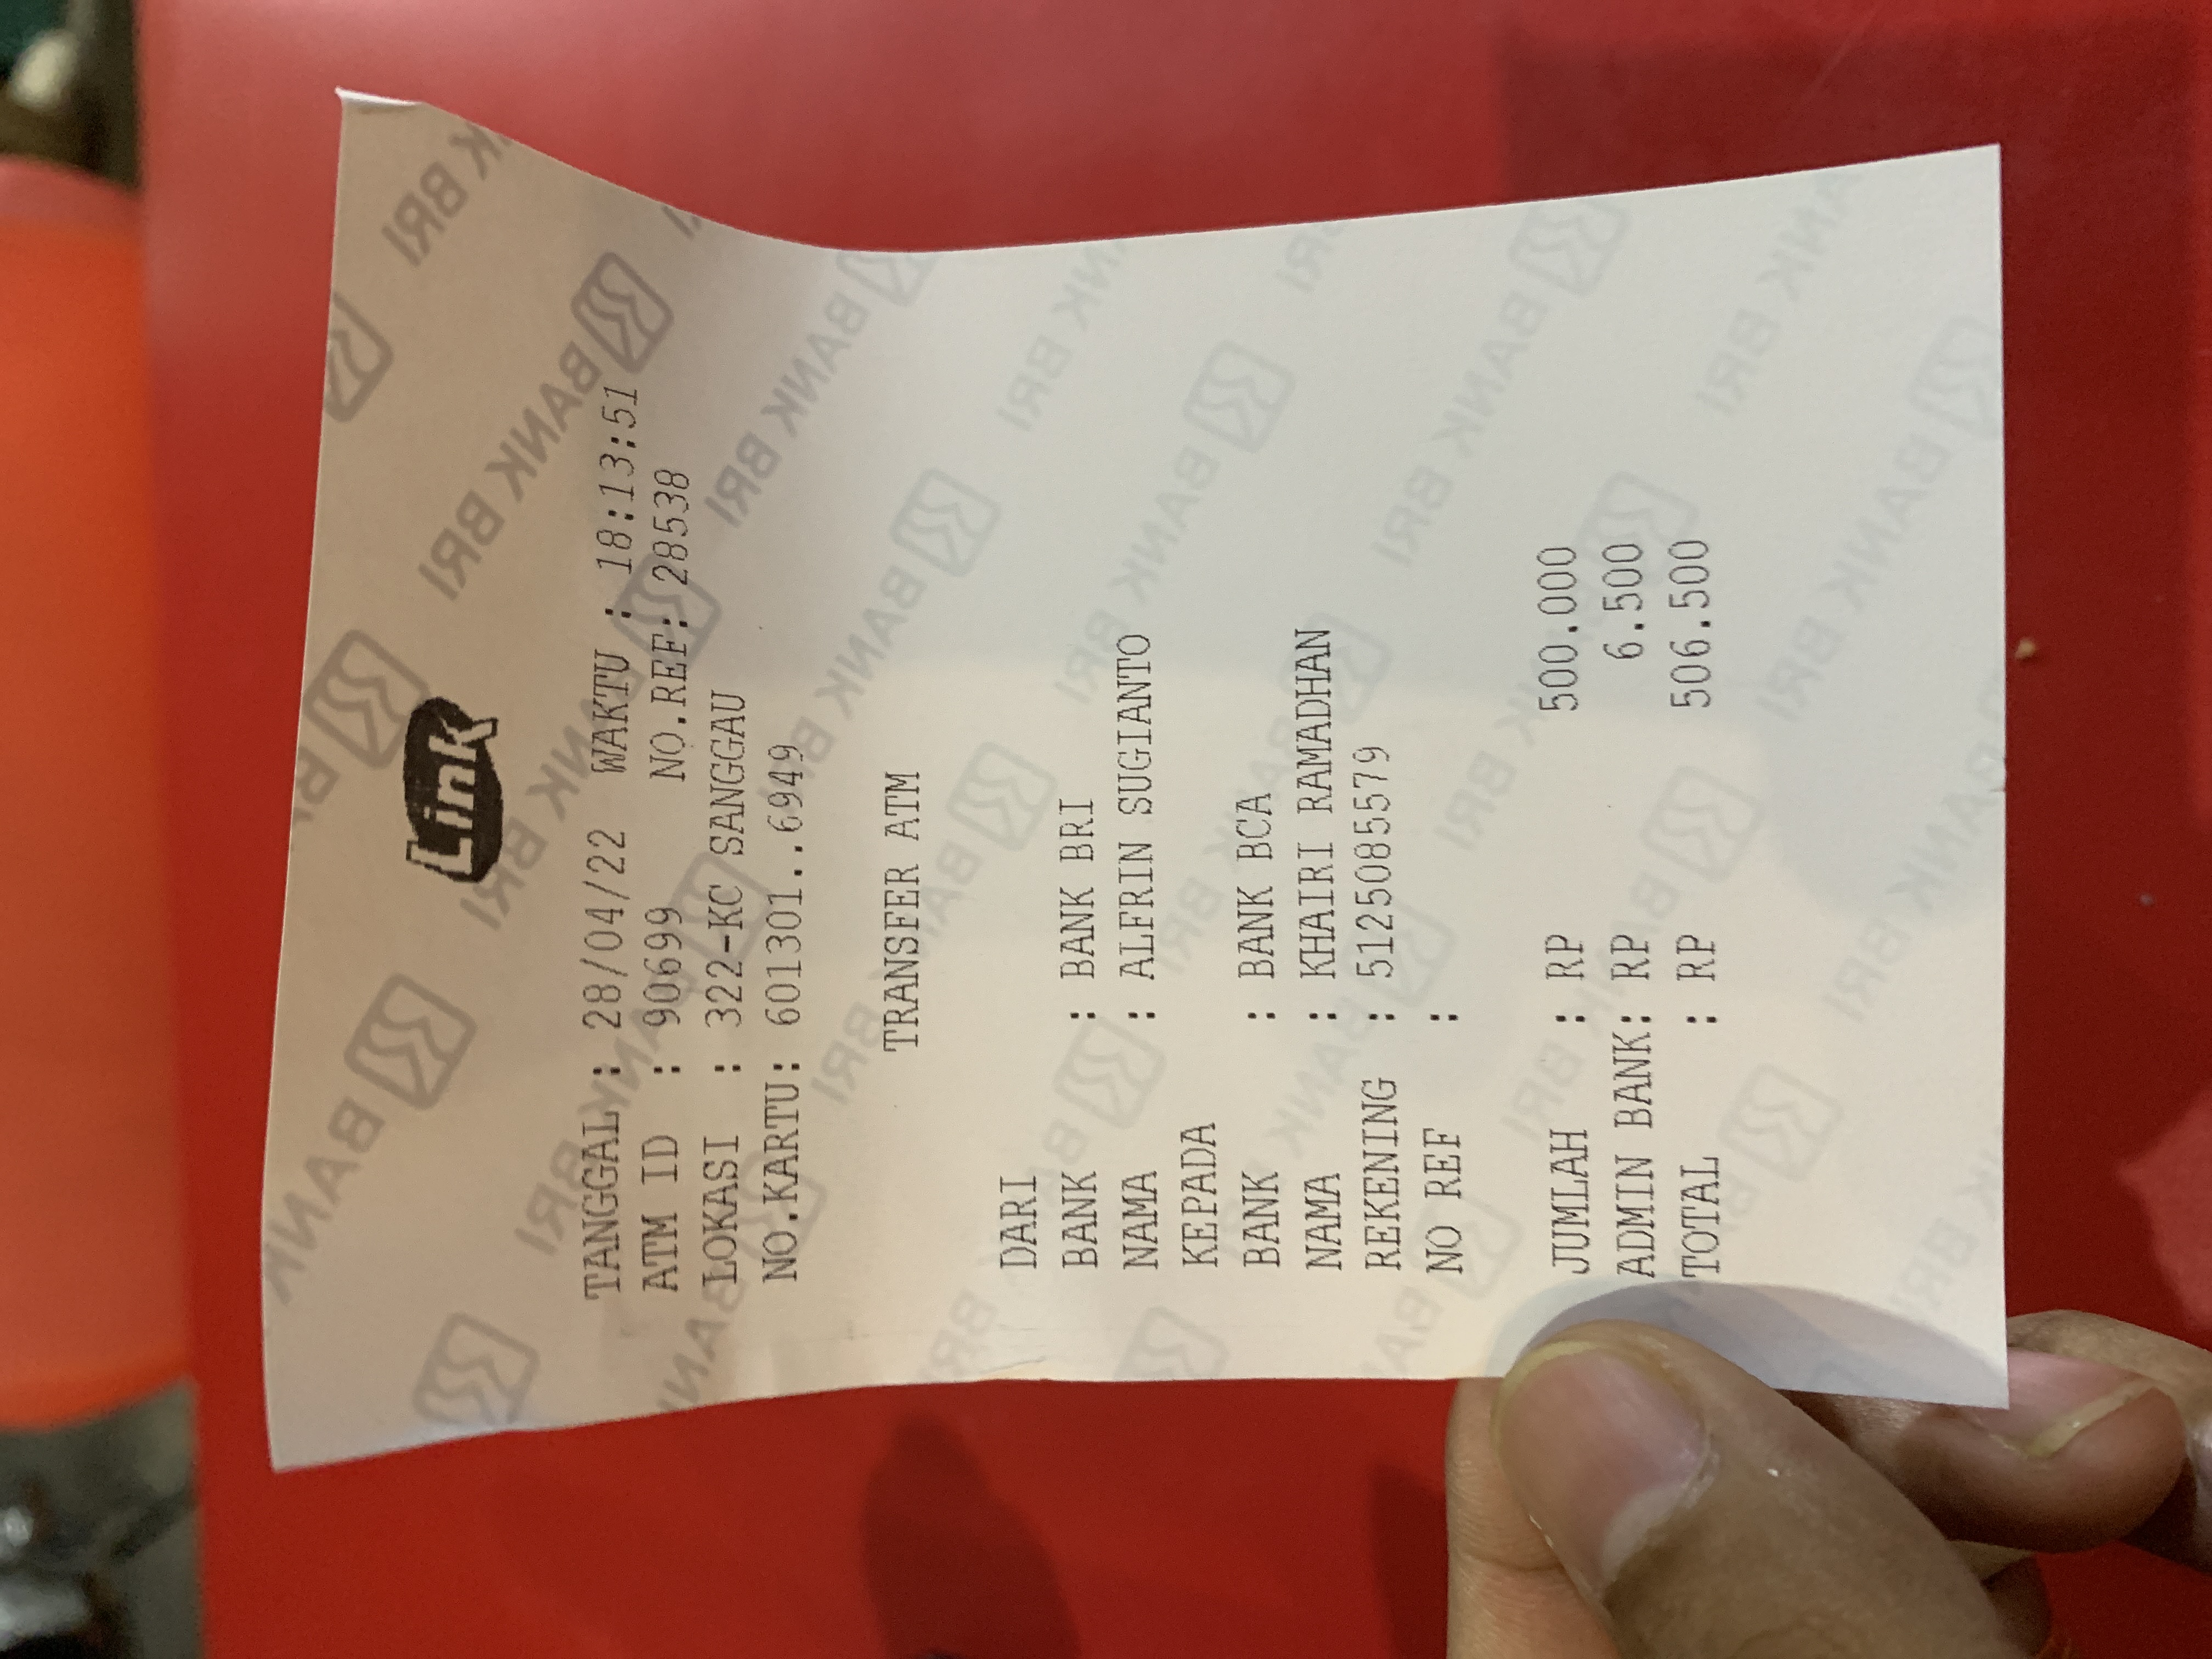 Link
TANGGAL : 28/04/22 WAKTU : 18:13:51
ATM ID : 90699 NO.REF: 28538
LOKASI : 322-KC SANGGAU
NO.KARTU: 601301..6949
TRANSFER ATM
DARI
BANK : BANK BRI
NAMA : ALFRIN SUGIANTO
KEPADA
BANK : BANK BCA
NAMA : KHAIRI RAMADHAN
REKENING : 5125085579
NO REF :
JUMLAH : RP 500.000
ADMIN BANK: RP 6.500
TOTAL : RP 506.500